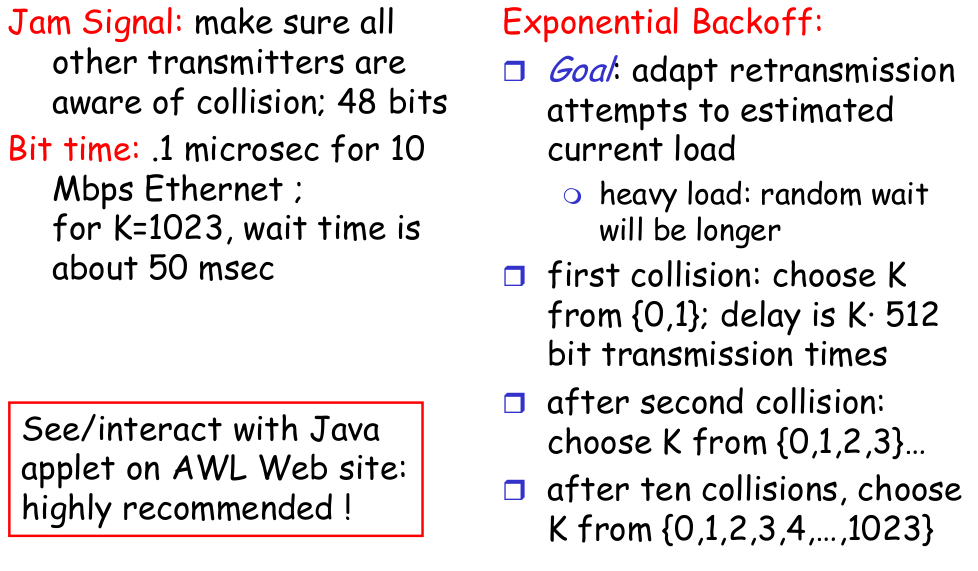 Jam Signal: make sure all
other transmitters are
aware of collision; 48 bits
Bit time: .1 microsec for 10
Mbps Ethernet ;
for K=1023, wait time is
about 50 msec
See/interact with Java
applet on AWL Web site:
highly recommended !
Exponential Backoff:
Goal: adapt retransmission
attempts to estimated
current load
heavy load: random wait
will be longer
first collision: choose K
from {0,1}; delay is K· 512
bit transmission times
after second collision:
choose K from {0,1,2,3}…
after ten collisions, choose
K from {0,1,2,3,4,…,1023}